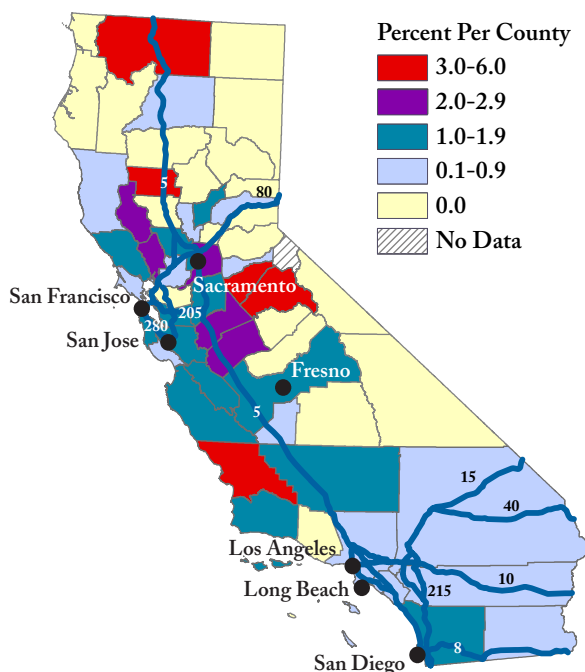 Percent Per County
3.0-6.0
2.0-2.9
1.0-1.9
0.1-0.9
0.0
No Data
5
80
Sacramento
San Francisco
205
280
San Jose
Fresno
5
15
40
Los Angeles
10
Long Beach
215
8
San Diego